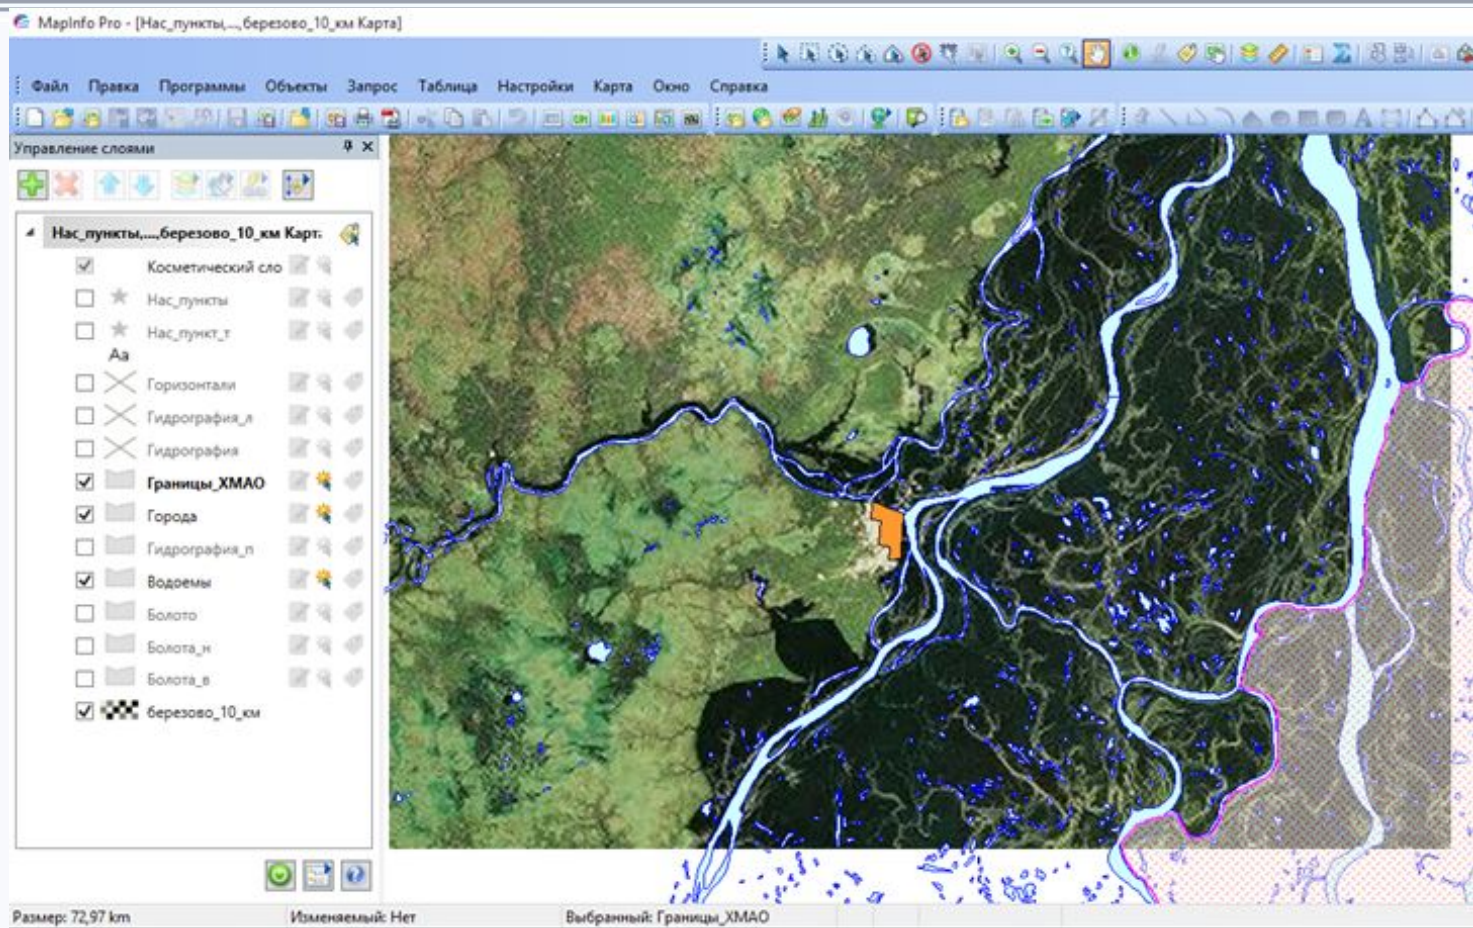 MapInfo Pro - [Нас_пункты,...,березово_10_км Карта]
Файл Правка Программы Объекты Запрос Таблица Настройки Карта Окно Справка
Управление слоями
Нас_пункты,...,березово_10_км Карт:
Косметический сло
Нас_пункты
Нас_пункт_т
Аа
Горизонтали
Гидрография_л
Гидрография
Границы_ХМАО
Города
Гидрография_п
Водоемы
Болото
Болота_н
Болота_в
березово_10_км
Размер: 72,97 km Изменяемый: Нет Выбранный: Границы_ХМАО